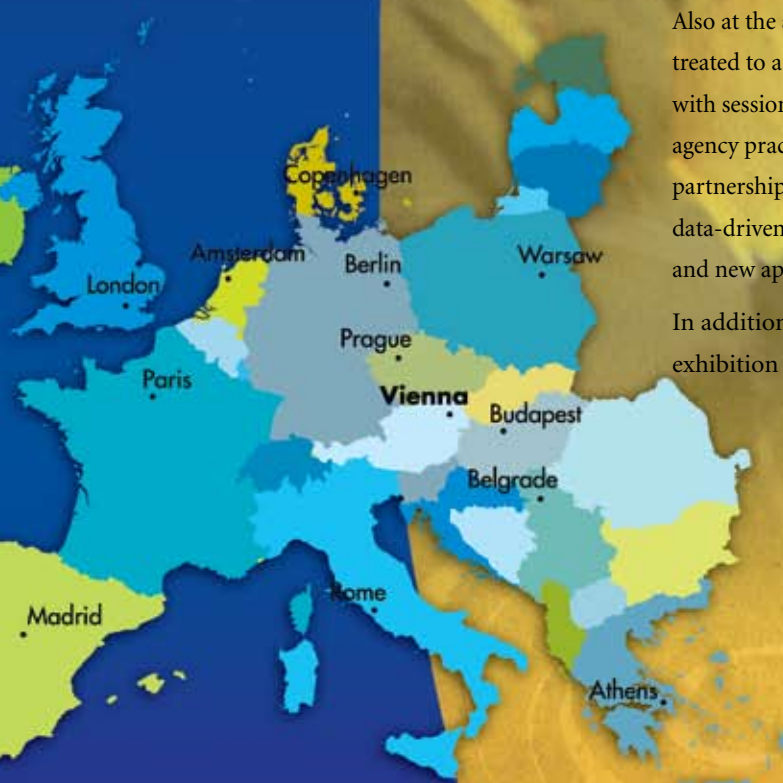 Also at the
treated to a
with session
agency prac
partnership
data-driven
and new ap
In addition
exhibition
Copenhagen
Amsterdam
Berlin
Warsaw
London
Prague
Paris
Vienna
Budapest
Belgrade
Rome
Madrid
Athens